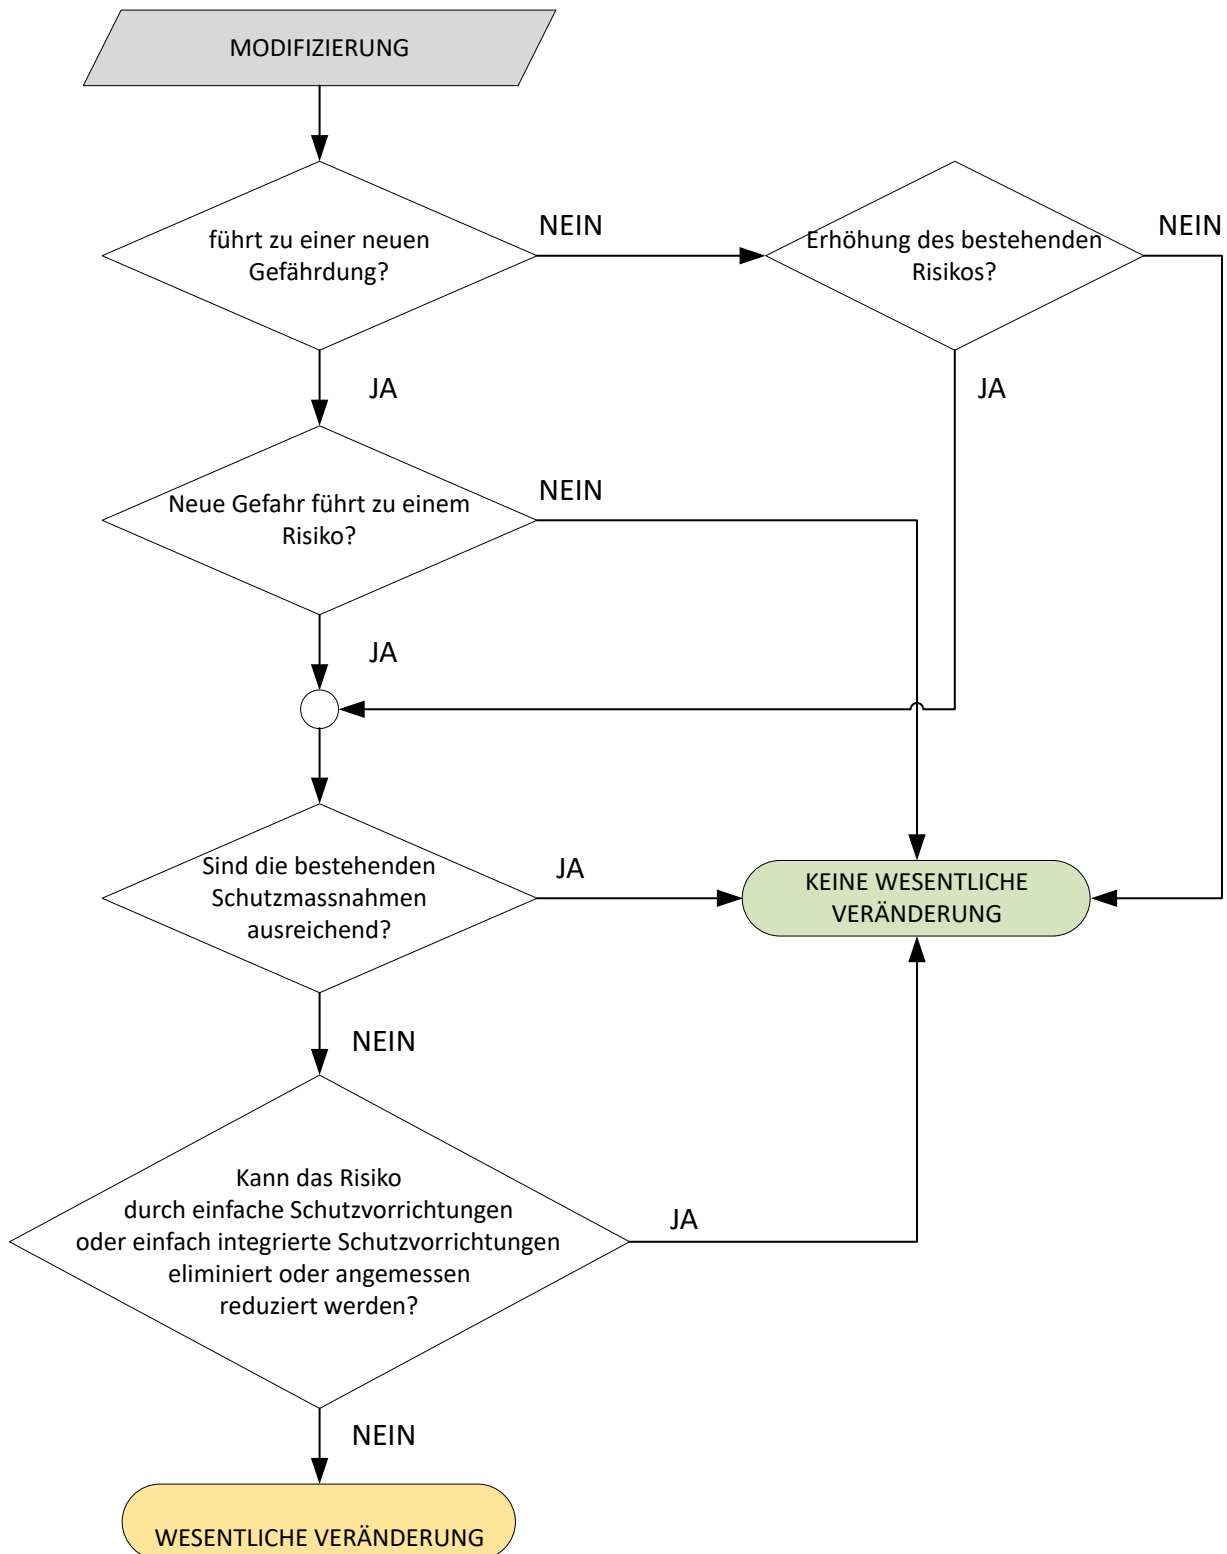 MODIFIZIERUNG
führt zu einer neuen
Gefährdung?
NEIN
Erhöhung des bestehenden
Risikos?
NEIN
JA
JA
Neue Gefahr führt zu einem
Risiko?
NEIN
JA
Sind die bestehenden
Schutzmassnahmen
ausreichend?
JA
KEINE WESENTLICHE
VERÄNDERUNG
NEIN
Kann das Risiko
durch einfache Schutzvorrichtungen
oder einfach integrierte Schutzvorrichtungen
eliminiert oder angemessen
reduziert werden?
JA
NEIN
WESENTLICHE VERÄNDERUNG